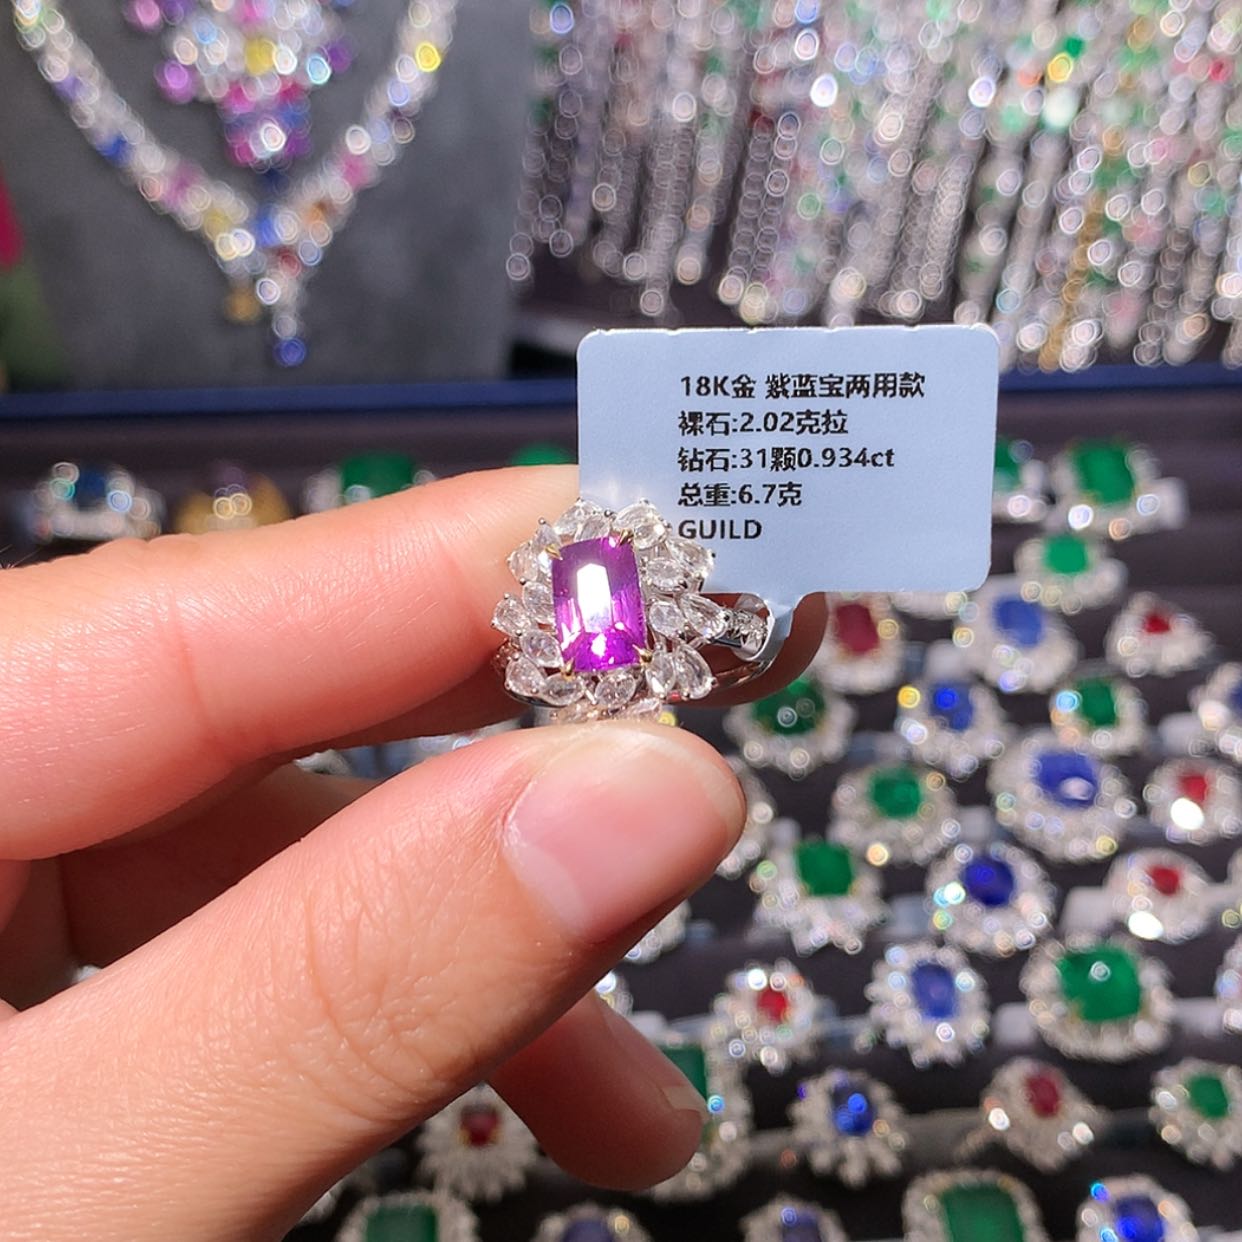 18K金 紫蓝宝两用款
裸石:2.02克拉
钻石:31颗0.934ct
总重:6.7克
GUILD